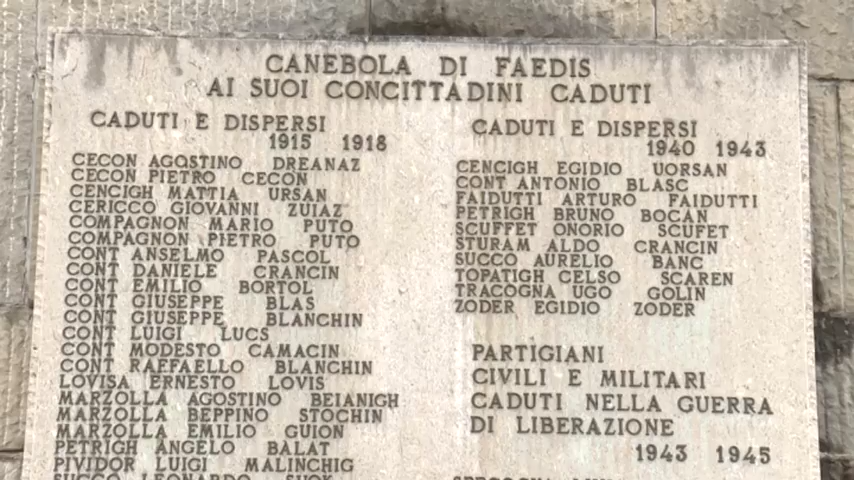 CANEBOLA DI FAEDIS
AI SUOI CONCITTADINI CADUTI
CADUTI E DISPERSI
1915 1918
CECON AGOSTINO DREANAZ
CECON PIETRO CECON
CENCIGH MATTIA URSAN
CERICCO GIOVANNI ZUIAZ
COMPAGNON MARIO PUTO
COMPAGNON PIETRO PUTO
CONT ANSELMO PASCOL
CONT DANIELE CRANCIN
CONT EMILIO BORTOL
CONT GIUSEPPE BLAS
CONT GIUSEPPE BLANCHIN
CONT LUIGI LUCS
CONT MODESTO CAMACIN
CONT RAFFAELLO BLANCHIN
LOVISA ERNESTO LOVIS
MARZOLLA AGOSTINO BEIANIGH
MARZOLLA BEPPINO STOCHIN
MARZOLLA EMILIO GUION
PETRIGH ANGELO BALAT
PIVIDOR LUIGI MALINCHIG
SUCCO LEONARDO
CADUTI E DISPERSI
1940 1943
CENCIGH EGIDIO UORSAN
CONT ANTONIO BLASC
FAIDUTTI ARTURO FAIDUTTI
PETRIGH BRUNO BOCAN
SCUFFET ONORIO SCUFET
STURAM ALDO CRANCIN
SUCCO AURELIO BANC
TOPATIGH CELSO SCAREN
TRACOGNA UGO GOLIN
ZODER EGIDIO ZODER
PARTIGIANI
CIVILI E MILITARI
CADUTI NELLA GUERRA
DI LIBERAZIONE
1943 1945